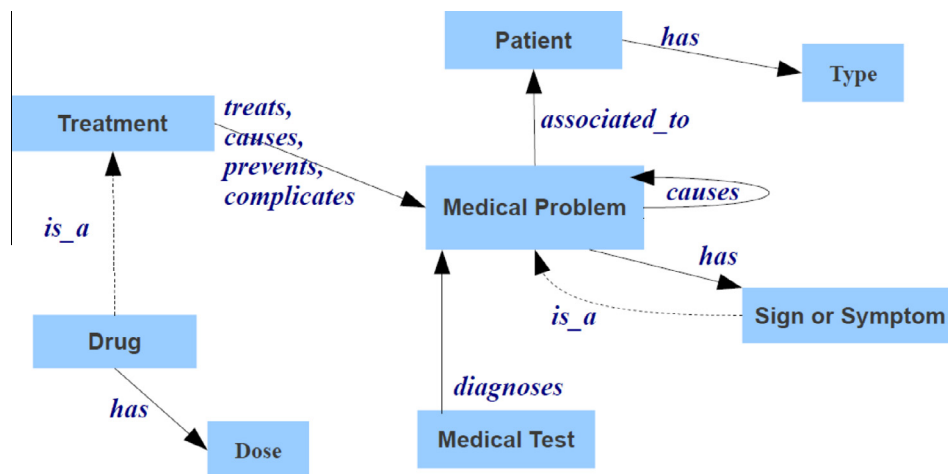 Patient
has
Type
Treatment
treats,
causes,
prevents,
complicates
associated_to
Medical Problem
causes
is_a
has
is_a
Sign or Symptom
Drug
has
diagnoses
Dose
Medical Test